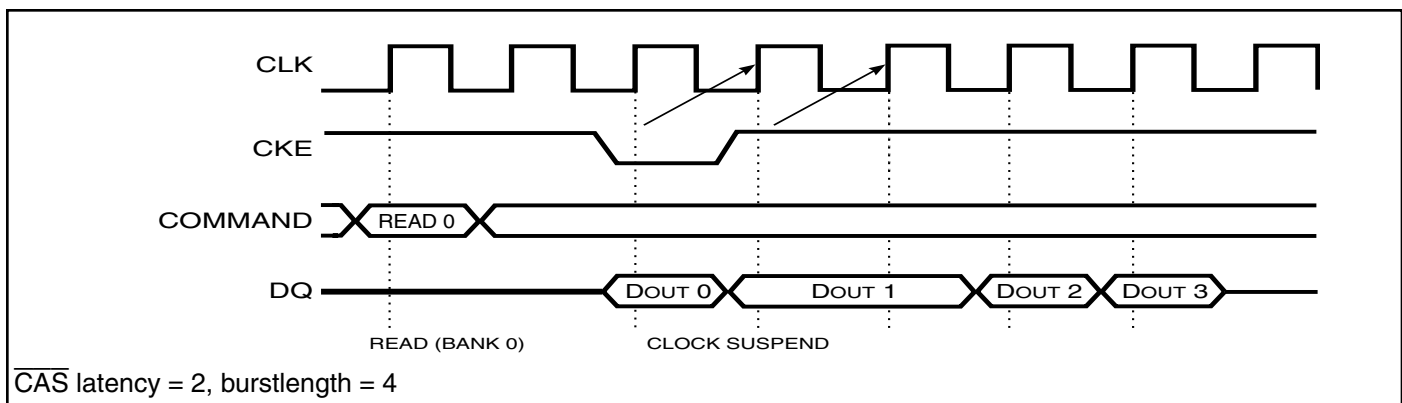 CLK
CKE
COMMAND READ 0
DQ DOUT 0 DOUT 1 DOUT 2 DOUT 3
READ (BANK 0) CLOCK SUSPEND
CAS latency = 2, burstlength = 4